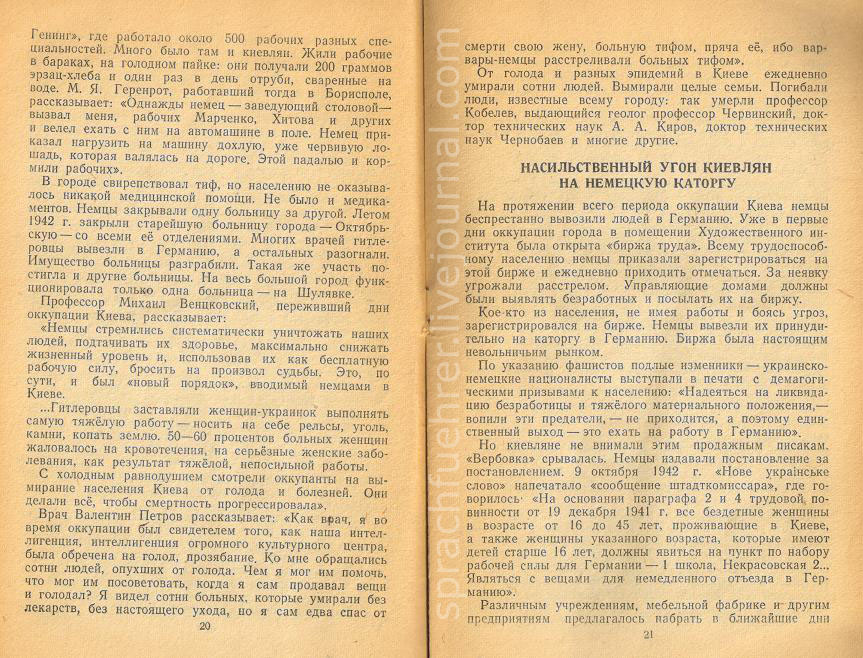 Генинг», где работало около 500 рабочих разных спе-
циальностей. Много было там и киевлян. Жили рабочие
в бараках, на голодном пайке: они получали 200 граммов
эрзац-хлеба и один раз в день отруби, сваренные на
воде. М. Я. Геренрот, работавший тогда в Борисполе,
рассказывает: «Однажды немец — заведующий столовой—
вызвал меня, рабочих Марченко, Хитова и других
и велел ехать с ним на автомашине в поле. Немец при-
казал нагрузить на машину дохлую, уже червивую ло-
шадь, которая валялась на дороге. Этой падалью и кор-
мили рабочих».
В городе свирепствовал тиф, но населению не оказыва-
лось никакой медицинской помощи. Не было и медика-
ментов. Немцы закрывали одну больницу за другой. Летом
1942 г. закрыли старейшую больницу города — Октябрь-
скую — со всеми её отделениями. Многих врачей гитле-
ровцы вывезли в Германию, а остальных разогнали.
Имущество больницы разграбили. Такая же участь по-
стигла и другие больницы. На весь большой город функ-
ционировала только одна больница — на Шулявке.
Профессор Михаил Венцковский, переживший дни
оккупации Киева, рассказывает:
«Немцы стремились систематически уничтожать наших
людей, подтачивать их здоровье, максимально снижать
жизненный уровень и, использовав их как бесплатную
рабочую силу, бросить на произвол судьбы. Это, по
сути, и был «новый порядок», вводимый немцами в
Киеве.
...Гитлеровцы заставляли женщин-украинок выполнять
самую тяжёлую работу — носить на себе рельсы, уголь,
камни, копать землю. 50—60 процентов больных женщин
жаловалось на кровотечения, на серьёзные женские забо-
левания, как результат тяжёлой, непосильной работы.
С холодным равнодушием смотрели оккупанты на вы-
мирание населения Киева от голода и болезней. Они
делали всё, чтобы смертность прогрессировала».
Врач Валентин Петров рассказывает: «Как врач, я во
время оккупации был свидетелем того, как наша интел-
лигенция, интеллигенция огромного культурного центра,
была обречена на голод, прозябание. Ко мне обращались
сотни людей, опухших от голода. Чем я мог им помочь,
что мог им посоветовать, когда я сам продавал вещи
и голодал? Я видел сотни больных, которые умирали без
лекарств, без настоящего ухода, но я сам едва спас от
20
смерти свою жену, больную тифом, пряча её, ибо вар-
вары-немцы расстреливали больных тифом».
От голода и разных эпидемий в Киеве ежедневно
умирали сотни людей. Вымирали целые семьи. Погибали
люди, известные всему городу: так умерли профессор
Кобелев, выдающийся геолог профессор Червинский, док-
тор технических наук А. А. Киров, доктор технических
наук Чернобаев и многие другие.
НАСИЛЬСТВЕННЫЙ УГОН КИЕВЛЯН
НА НЕМЕЦКУЮ КАТОРГУ
На протяжении всего периода оккупации Киева немцы
беспрестанно вывозили людей в Германию. Уже в первые
дни оккупации города в помещении Художественного ин-
ститута была открыта «биржа труда». Всему трудоспособ-
ному населению немцы приказали зарегистрироваться на
этой бирже и ежедневно приходить отмечаться. За неявку
угрожали расстрелом. Управляющие домами должны
были выявлять безработных и посылать их на биржу.
Кое-кто из населения, не имея работы и боясь угроз,
зарегистрировался на бирже. Немцы вывезли их принуди-
тельно на каторгу в Германию. Биржа была настоящим
невольничьим рынком.
По указанию фашистов подлые изменники — украинско-
немецкие националисты выступали в печати с демагоги-
ческими призывами к населению: «Надеяться на ликвида-
цию безработицы и тяжёлого материального положения,—
вопили эти предатели, — не приходится, а поэтому един-
ственный выход — это ехать на работу в Германию».
Но киевляне не внимали этим продажным писакам.
«Вербовка» срывалась. Немцы издавали постановление за
постановлением. 9 октября 1942 г. «Нове українське
слово» напечатало «сообщение штадткомиссара», где го-
ворилось: «На основании параграфа 2 и 4 трудовой по-
винности от 19 декабря 1941 г. все бездетные женщины
в возрасте от 16 до 45 лет, проживающие в Киеве,
а также женщины указанного возраста, которые имеют
детей старше 16 лет, должны явиться на пункт по набору
рабочей силы для Германии — 1 школа, Некрасовская 2...
Являться с вещами для немедленного отъезда в Гер-
манию».
Различным учреждениям, мебельной фабрике и другим
предприятиям предлагалось набрать в ближайшие дни
21
sprachfuehrer.livejournal.com